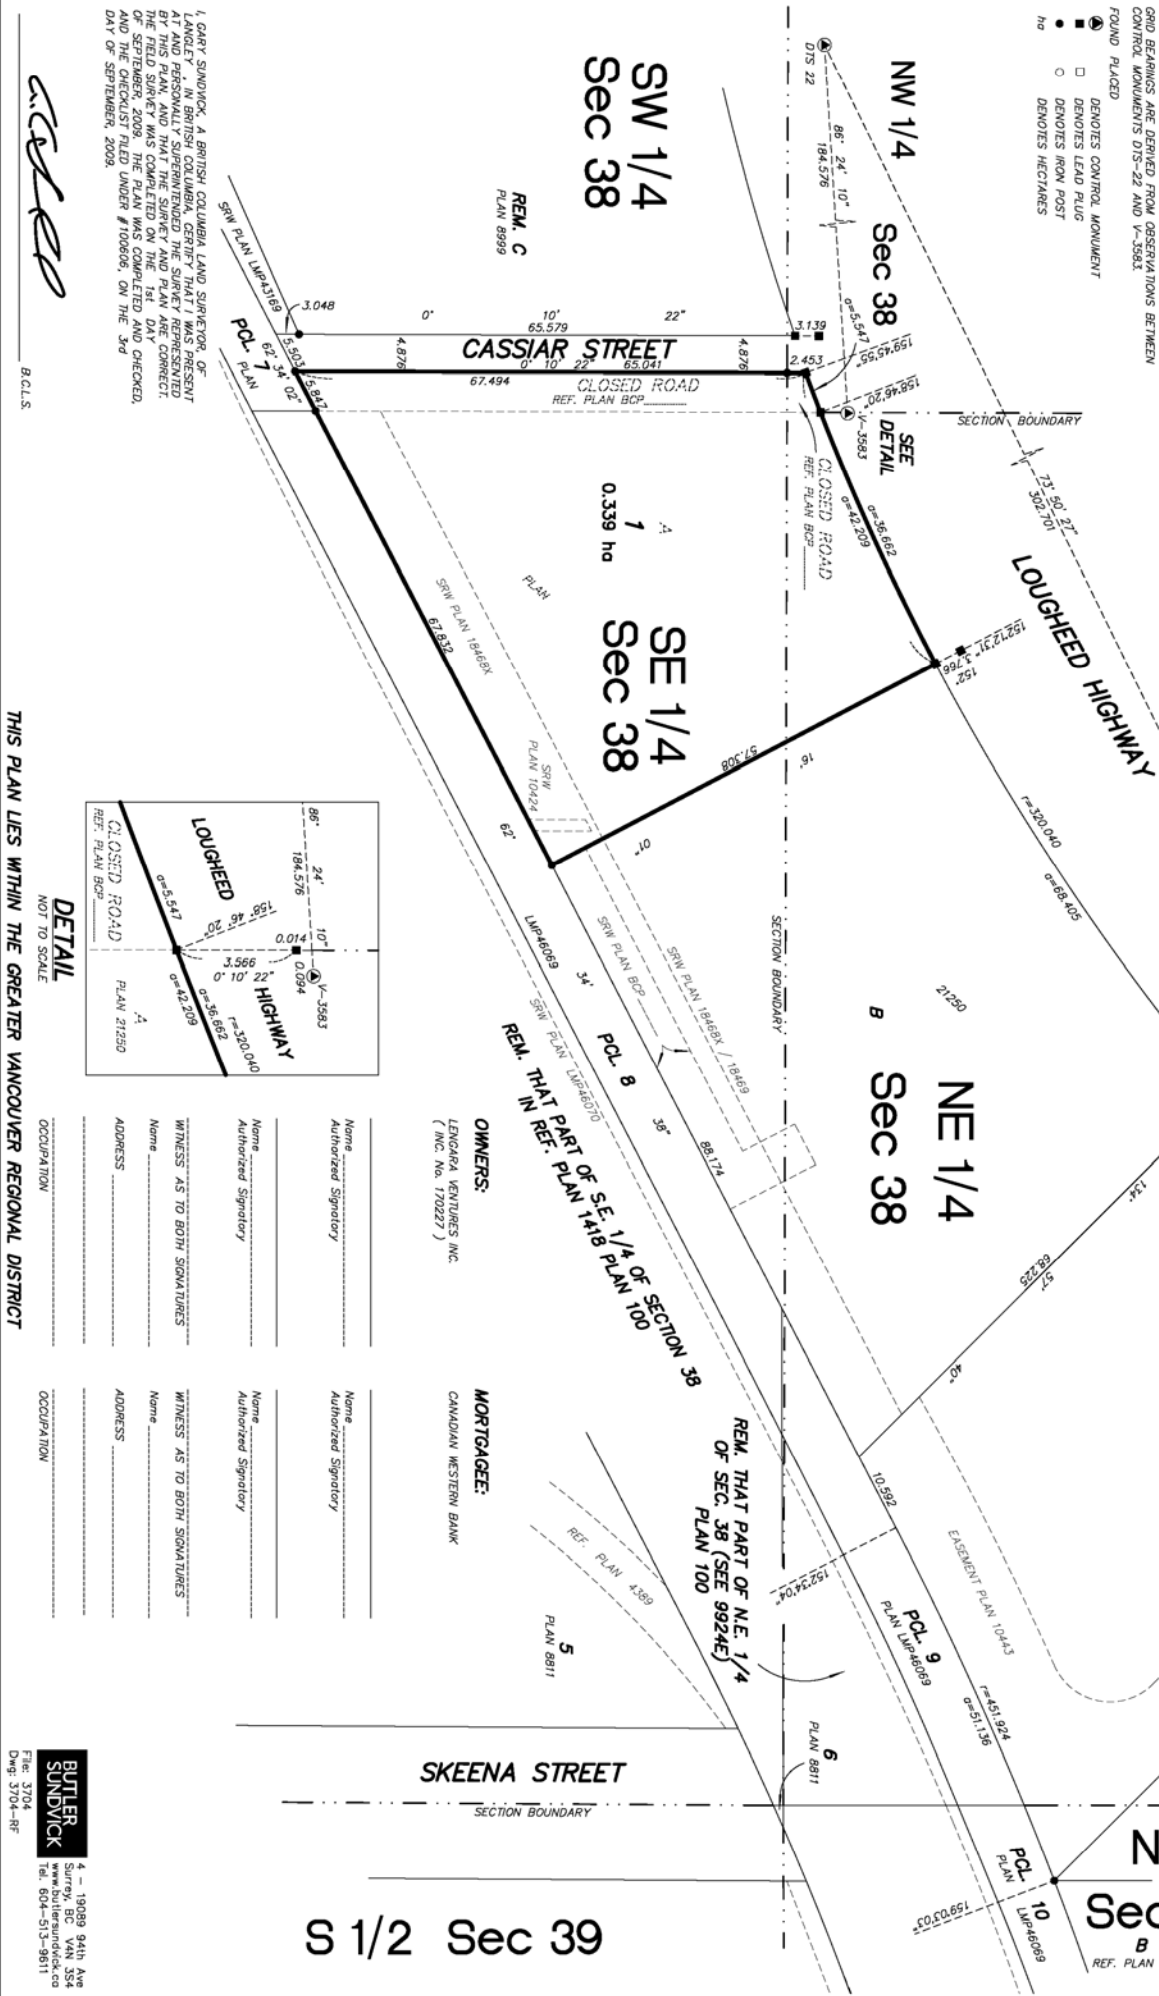 GRID BEARINGS ARE DERIVED FROM OBSERVATIONS BETWEEN
CONTROL MONUMENTS DTS-22 AND V-3583.
FOUND PLACED
DENOTES CONTROL MONUMENT
DENOTES LEAD PLUG
DENOTES IRON POST
ha DENOTES HECTARES
NW 1/4
Sec 38
DTS 22
86° 24' 10"
184.576
SW 1/4
Sec 38
REM. C
PLAN 8999
a=5.547
159°45'55"
158°46'20"
V-3583
SEE
DETAIL
SECTION BOUNDARY
73° 50' 27"
302.701
LOUGHEED HIGHWAY
3.048
0° 10' 22"
65.579
3.139
CASSIAR STREET
4.876
4.876
2.453
0° 10' 22" 65.041
67.494
CLOSED ROAD
REF. PLAN BCP
CLOSED ROAD
REF. PLAN BCP
a=36.662
a=42.209
152°12'31"
3.766
SRW PLAN LMP43169
5.503
5.847
62° 34' 02"
PCL. 7
PLAN
A
1
0.339 ha
PLAN
SE 1/4
Sec 38
SRW PLAN 18468X
67.832
SRW
PLAN 10424
62°
152°
16'
01"
57.308
r=320.040
a=68.405
SECTION BOUNDARY
21250
B
NE 1/4
Sec 38
LMP46069
34'
PCL. 8
38"
88.174
SRW PLAN BCP
SRW PLAN 18468X / 18469
SRW PLAN LMP46070
REM. THAT PART OF S.E. 1/4 OF SECTION 38
IN REF. PLAN 1418 PLAN 100
134°
57'
40"
68.225
10.592
EASEMENT PLAN 10443
152°34'04"
PCL. 9
PLAN LMP46069
r=451.924
a=51.136
REM. THAT PART OF N.E. 1/4
OF SEC. 38 (SEE 9924E)
PLAN 100
REF. PLAN 4389
5
PLAN 8811
6
PLAN 8811
SKEENA STREET
SECTION BOUNDARY
PCL. 10
PLAN LMP46069
159°03'03"
N
Sec
B
REF. PLAN
S 1/2 Sec 39
I, GARY SUNDVICK, A BRITISH COLUMBIA LAND SURVEYOR, OF
LANGLEY , IN BRITISH COLUMBIA, CERTIFY THAT I WAS PRESENT
AT AND PERSONALLY SUPERINTENDED THE SURVEY REPRESENTED
BY THIS PLAN, AND THAT THE SURVEY AND PLAN ARE CORRECT.
THE FIELD SURVEY WAS COMPLETED ON THE 1st DAY
OF SEPTEMBER, 2009. THE PLAN WAS COMPLETED AND CHECKED,
AND THE CHECKLIST FILED UNDER #100606, ON THE 3rd
DAY OF SEPTEMBER, 2009.
B.C.L.S.
86° 24' 10"
184.576
0.014
0.094
V-3583
LOUGHEED
HIGHWAY
158° 46' 20"
3.566
0° 10' 22"
a=5.547
r=320.040
a=36.662
a=42.209
CLOSED ROAD
REF. PLAN BCP
A
PLAN 21250
DETAIL
NOT TO SCALE
OWNERS:
LENGARA VENTURES INC.
( INC. No. 170227 )
Name
Authorized Signatory
Name
Authorized Signatory
WITNESS AS TO BOTH SIGNATURES
Name
ADDRESS
OCCUPATION
MORTGAGEE:
CANADIAN WESTERN BANK
Name
Authorized Signatory
Name
Authorized Signatory
WITNESS AS TO BOTH SIGNATURES
Name
ADDRESS
OCCUPATION
THIS PLAN LIES WITHIN THE GREATER VANCOUVER REGIONAL DISTRICT
BUTLER
SUNDVICK
4 - 19089 94th Ave
Surrey, BC V4N 3S4
www.butlersundvick.ca
Tel. 604-513-9611
File: 3704
Dwg: 3704-RF